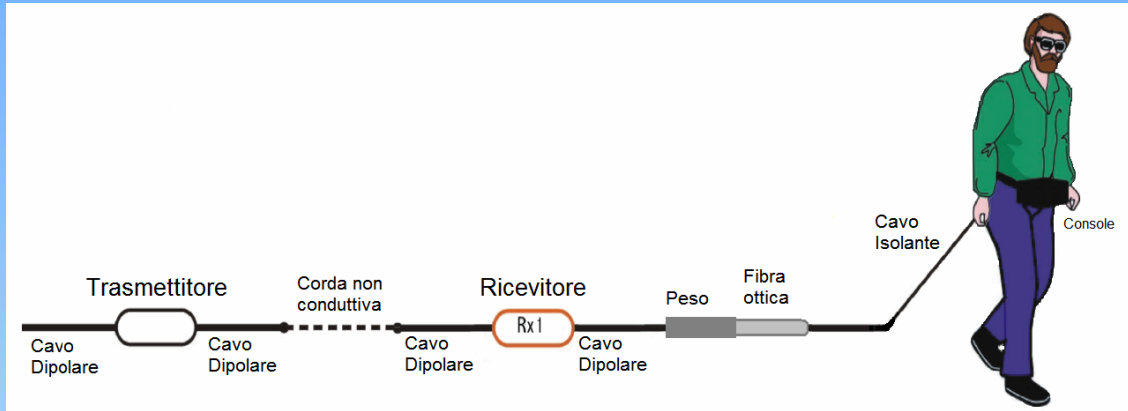 Trasmettitore
Corda non
conduttiva
Ricevitore
Peso
Fibra
ottica
Cavo
Isolante
Console
Rx1
Cavo
Dipolare
Cavo
Dipolare
Cavo
Dipolare
Cavo
Dipolare